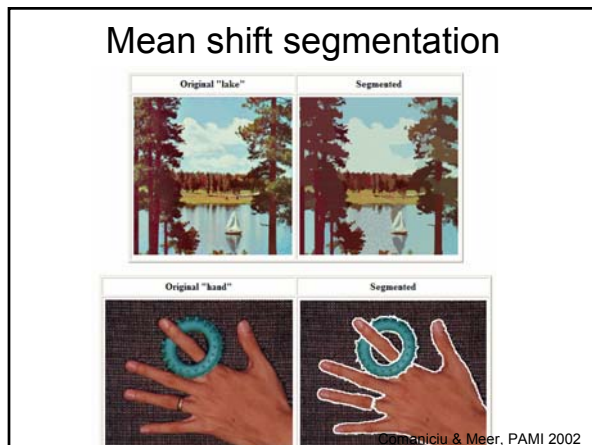 Mean shift segmentation
Original "lake" Segmented
Original "hand" Segmented
Comaniciu & Meer, PAMI 2002